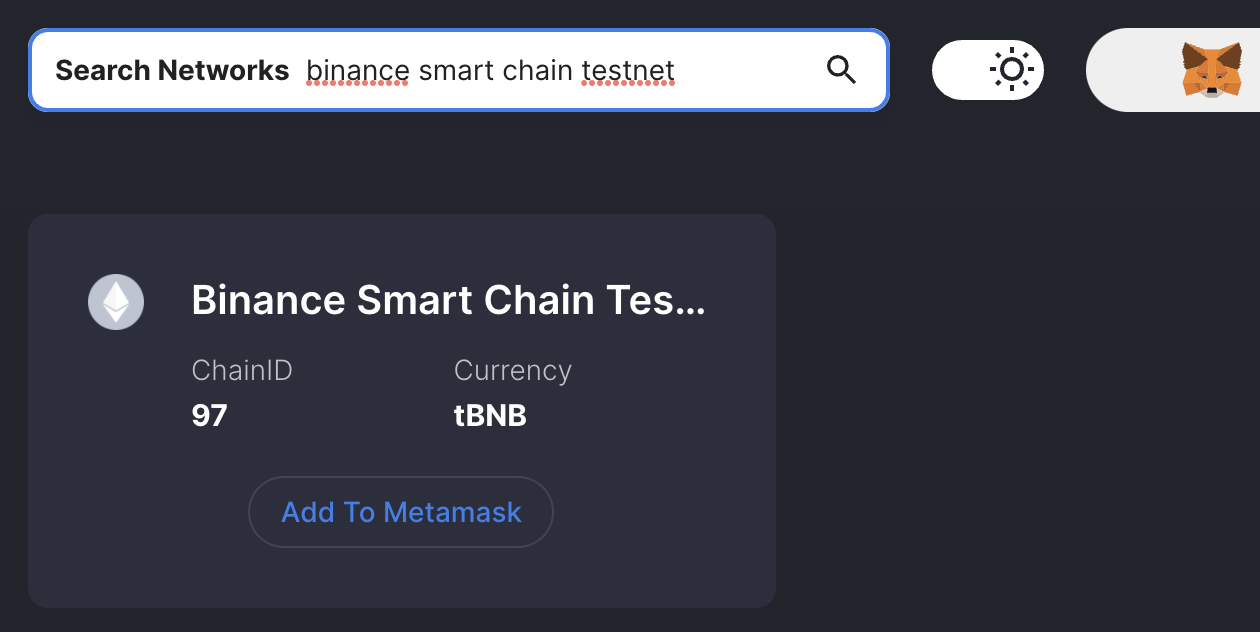 Search Networks binance smart chain testnet
Binance Smart Chain Tes...
ChainID Currency
97 tBNB
Add To Metamask